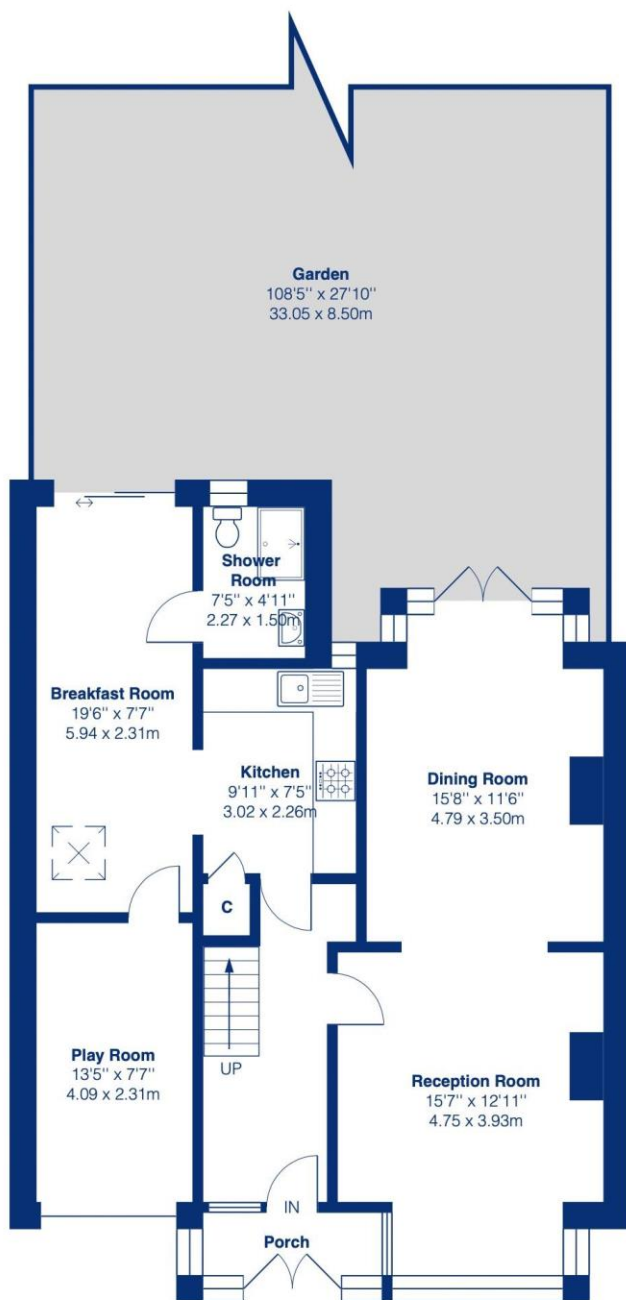 Garden
108'5" x 27'10"
33.05 x 8.50m
Shower
Room
7'5" x 4'11"
2.27 x 1.50m
Breakfast Room
19'6" x 7'7"
5.94 x 2.31m
Kitchen
9'11" x 7'5"
3.02 x 2.26m
Dining Room
15'8" x 11'6"
4.79 x 3.50m
C
UP
Play Room
13'5" x 7'7"
4.09 x 2.31m
Reception Room
15'7" x 12'11"
4.75 x 3.93m
IN
Porch